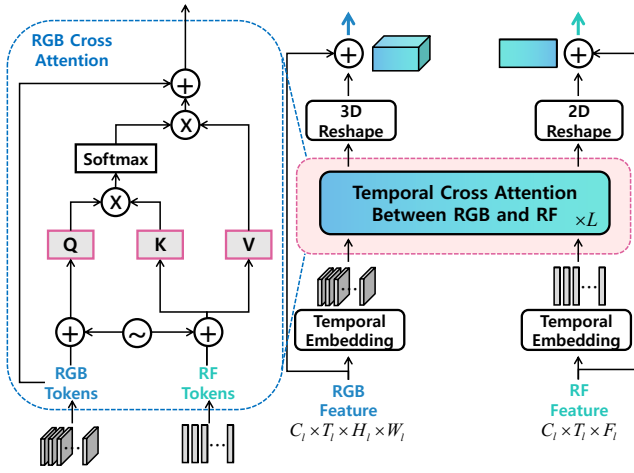 RGB Cross
Attention
+
X
Softmax
X
Q
K
V
+
~
+
RGB
Tokens
RF
Tokens
+
+
3D
Reshape
2D
Reshape
Temporal Cross Attention
Between RGB and RF
×L
Temporal
Embedding
Temporal
Embedding
RGB
Feature
C_l × T_l × H_l × W_l
RF
Feature
C_l × T_l × F_l